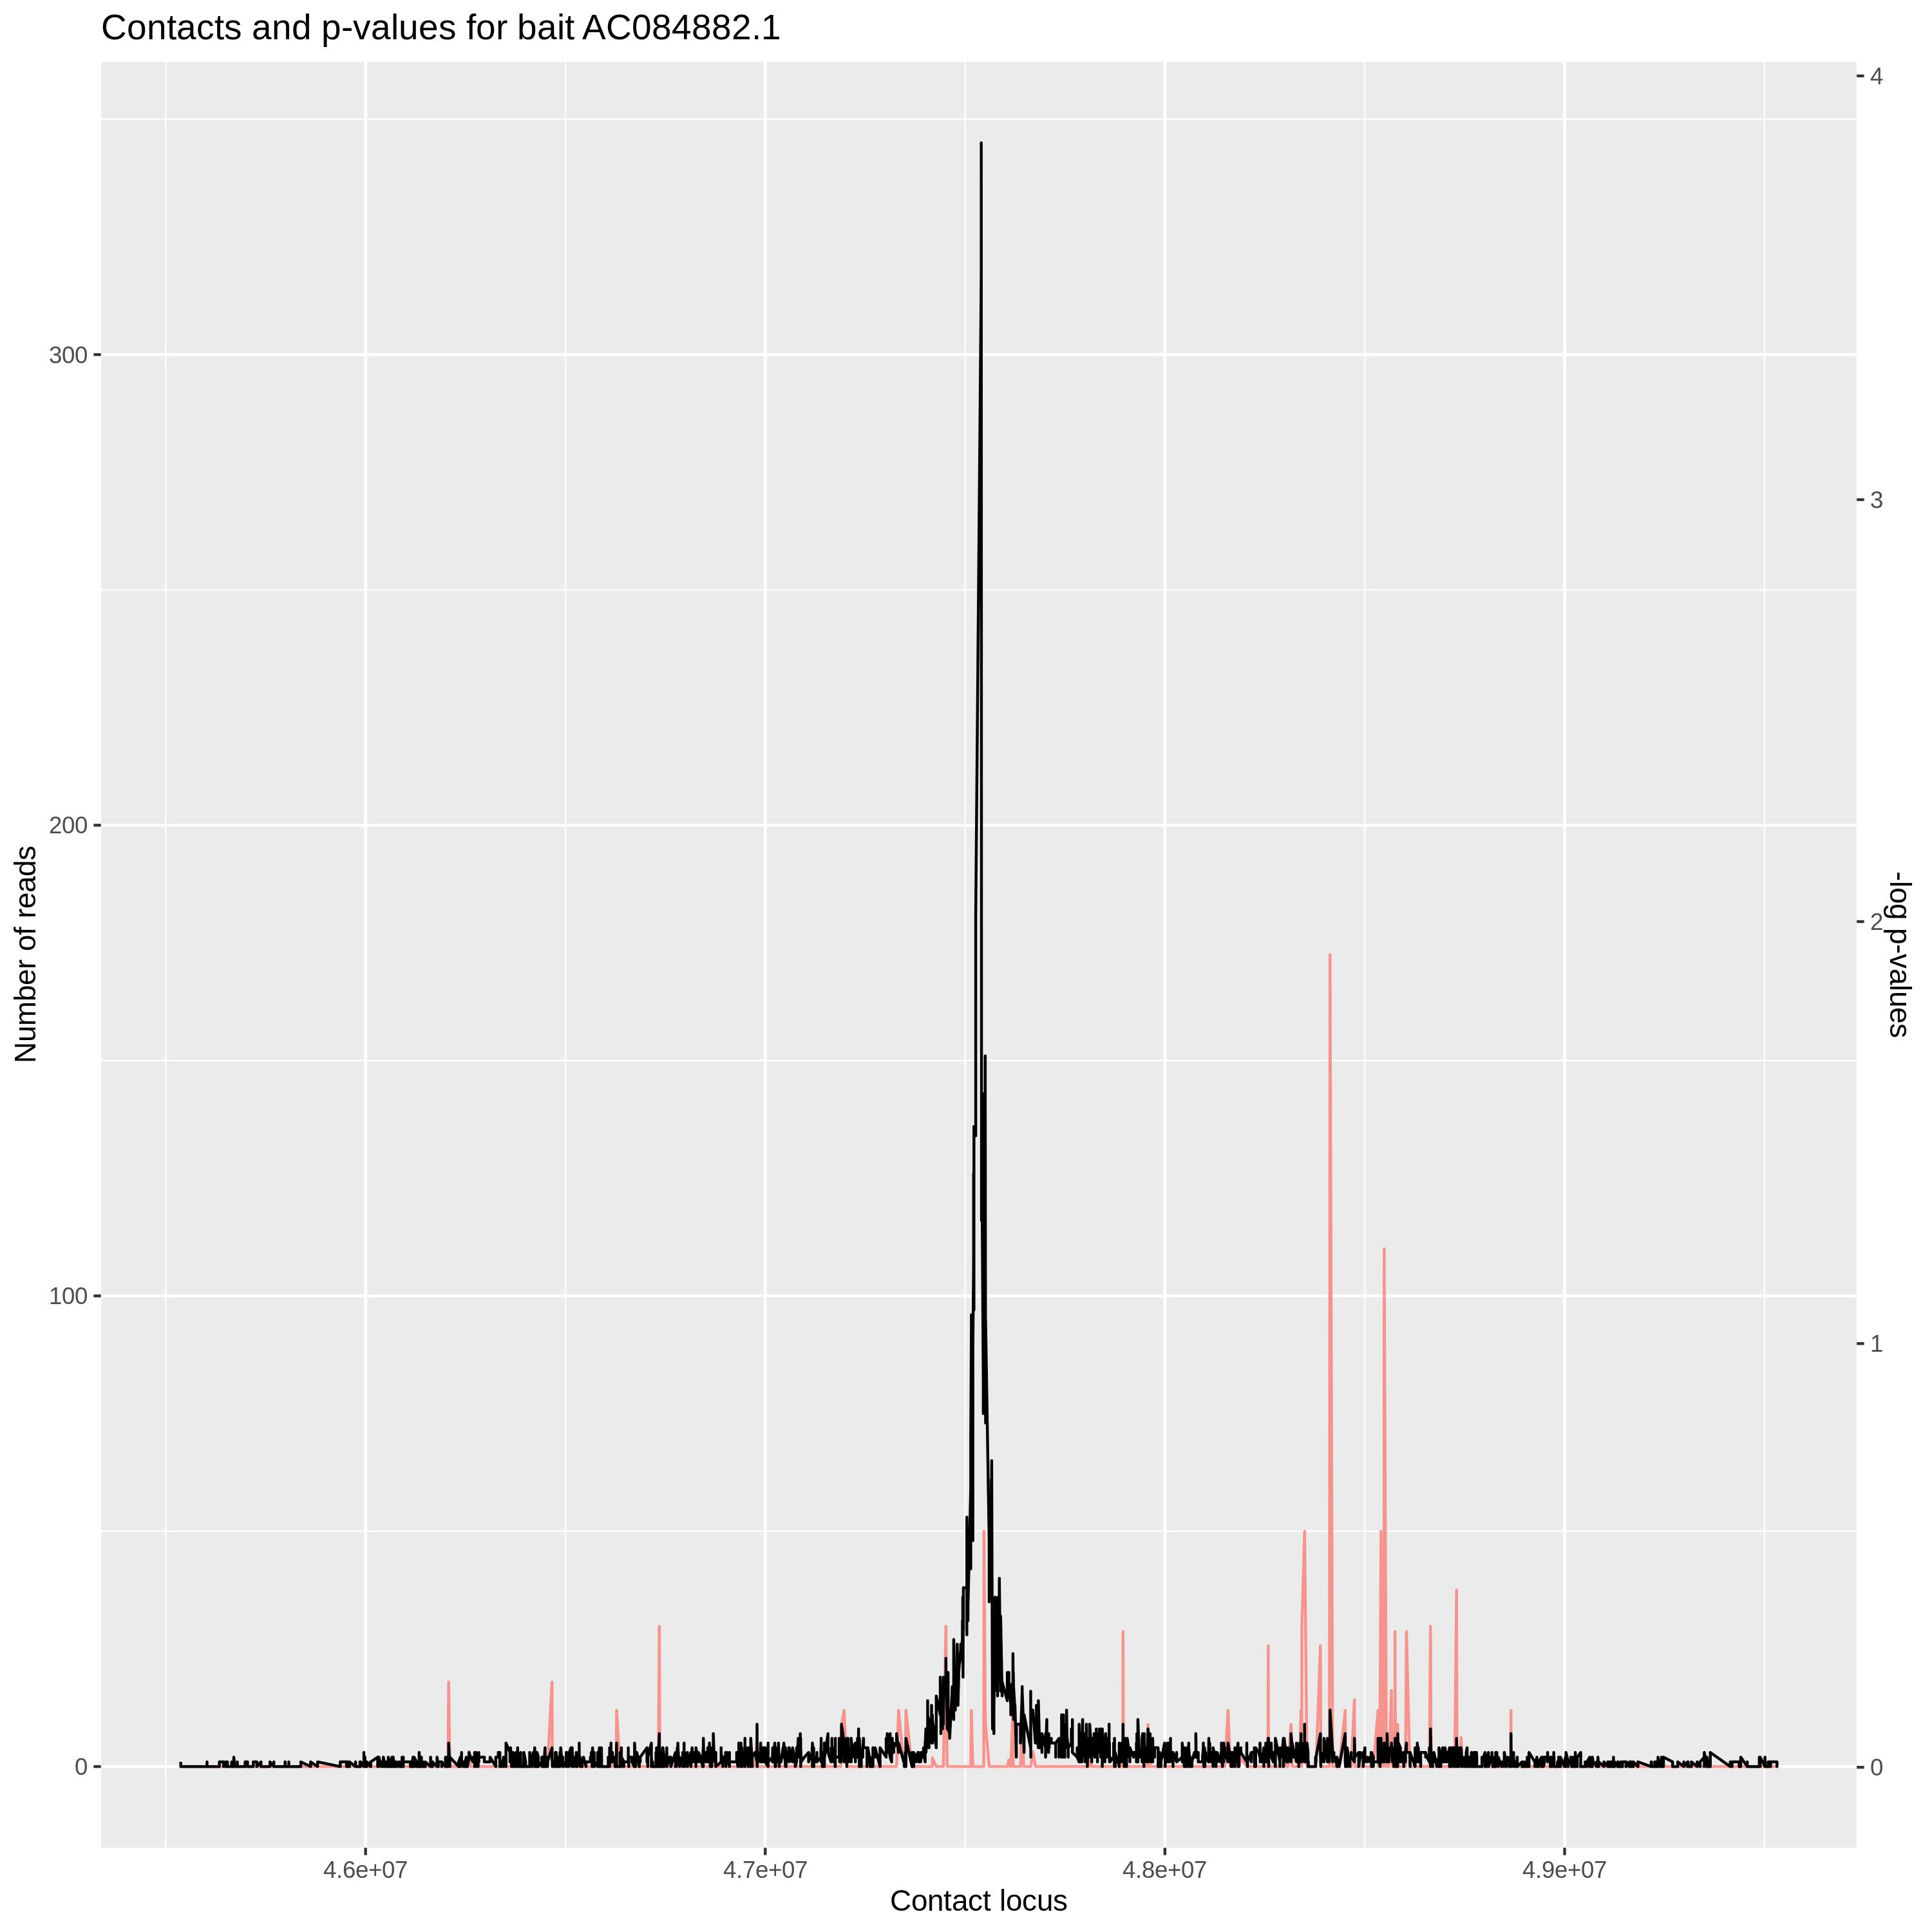 Contacts and p-values for bait AC084882.1
Number of reads
300
200
100
0
4
3
2
1
0
-log p-values
4.6e+07
4.7e+07
4.8e+07
4.9e+07
Contact locus